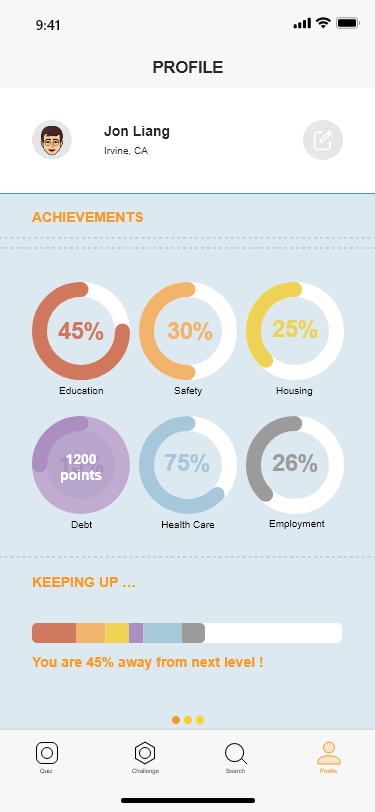 9:41
PROFILE
Jon Liang
Irvine, CA
ACHIEVEMENTS
45%
30%
25%
Education
Safety
Housing
1200
points
75%
26%
Debt
Health Care
Employment
KEEPING UP ...
You are 45% away from next level !
Quiz
Challenge
Search
Profile